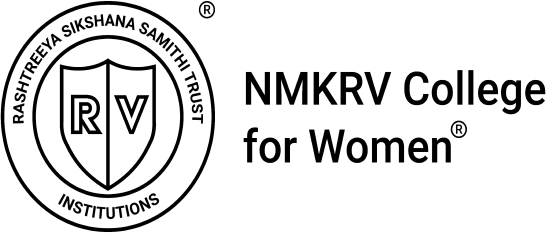 RASHTREEYA SIKSHANA SAMITHI TRUST
®
RV
INSTITUTIONS
NMKRV College
for Women®